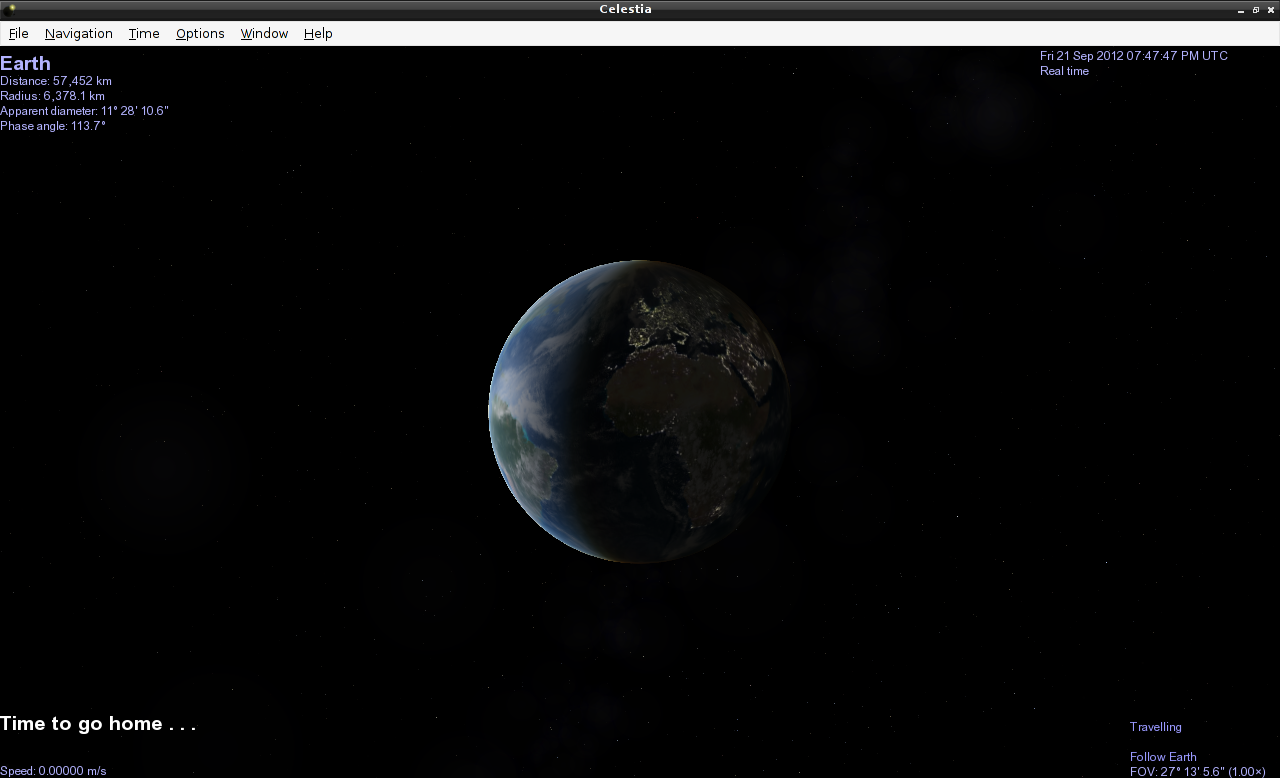 Celestia
File Navigation Time Options Window Help
Earth
Distance: 57,452 km
Radius: 6,378.1 km
Apparent diameter: 11° 28' 10.6"
Phase angle: 113.7°
Fri 21 Sep 2012 07:47:47 PM UTC
Real time
Time to go home . . .
Speed: 0.00000 m/s
Travelling
Follow Earth
FOV: 27° 13' 5.6" (1.00×)